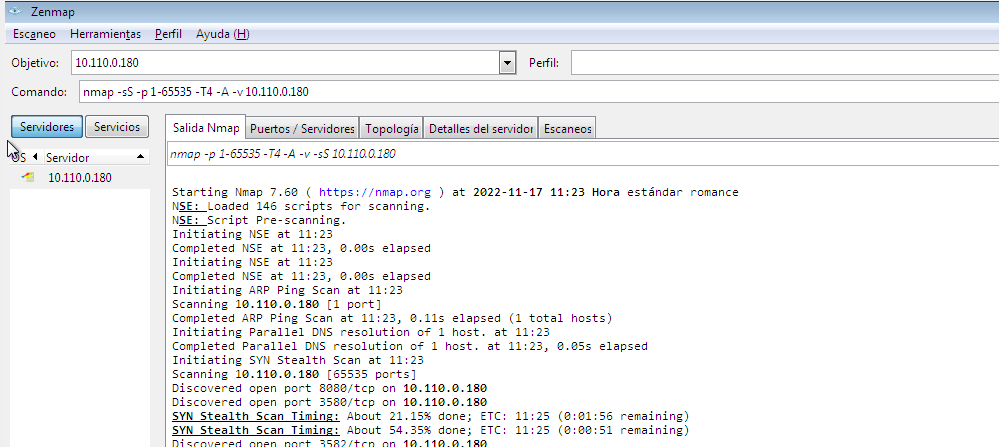 Zenmap
Escaneo Herramientas Perfil Ayuda (H)
Objetivo: 10.110.0.180 Perfil:
Comando: nmap -sS -p 1-65535 -T4 -A -v 10.110.0.180
Servidores Servicios Salida Nmap Puertos / Servidores Topología Detalles del servidor Escaneos
OS Servidor
nmap -p 1-65535 -T4 -A -v -sS 10.110.0.180
10.110.0.180
Starting Nmap 7.60 ( https://nmap.org ) at 2022-11-17 11:23 Hora estándar romance
NSE: Loaded 146 scripts for scanning.
NSE: Script Pre-scanning.
Initiating NSE at 11:23
Completed NSE at 11:23, 0.00s elapsed
Initiating NSE at 11:23
Completed NSE at 11:23, 0.00s elapsed
Initiating ARP Ping Scan at 11:23
Scanning 10.110.0.180 [1 port]
Completed ARP Ping Scan at 11:23, 0.11s elapsed (1 total hosts)
Initiating Parallel DNS resolution of 1 host. at 11:23
Completed Parallel DNS resolution of 1 host. at 11:23, 0.05s elapsed
Initiating SYN Stealth Scan at 11:23
Scanning 10.110.0.180 [65535 ports]
Discovered open port 8080/tcp on 10.110.0.180
Discovered open port 3580/tcp on 10.110.0.180
SYN Stealth Scan Timing: About 21.15% done; ETC: 11:25 (0:01:56 remaining)
SYN Stealth Scan Timing: About 54.35% done; ETC: 11:25 (0:00:51 remaining)
Discovered open port 3582/tcp on 10.110.0.180